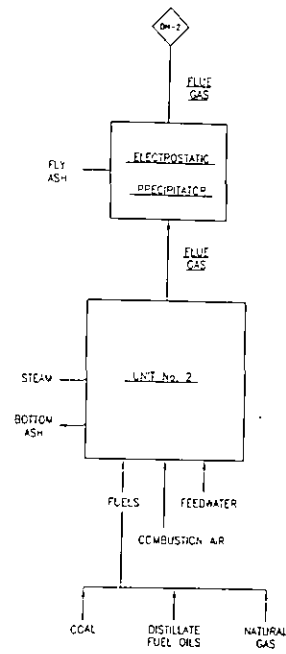 DM-2
FLUE
GAS
ELECTROSTATIC
PRECIPITATOR
FLY
ASH
FLUE
GAS
UNIT No. 2
STEAM
BOTTOM
ASH
FUELS
FEEDWATER
COMBUSTION AIR
COAL
DISTILLATE
FUEL OILS
NATURAL
GAS